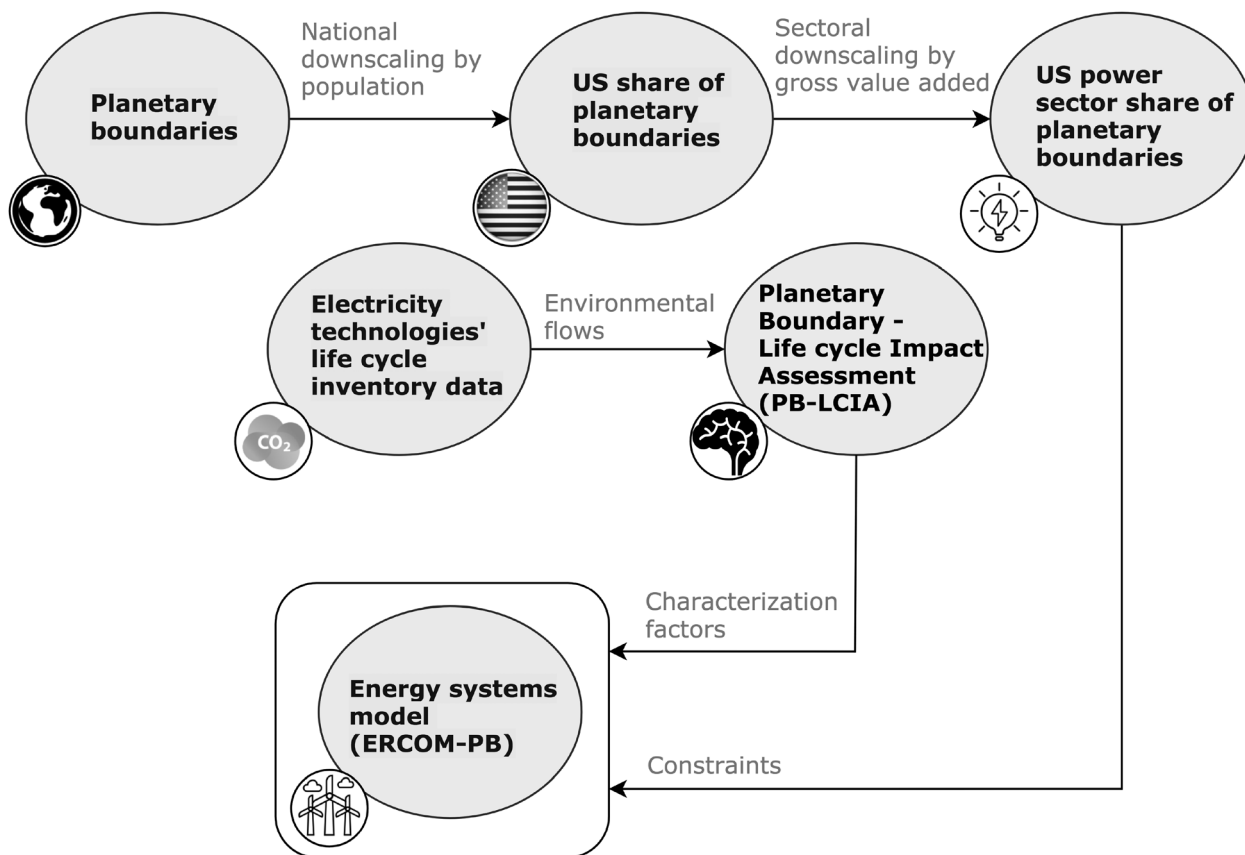 Planetary
boundaries
National
downscaling by
population
US share of
planetary
boundaries
Sectoral
downscaling by
gross value added
US power
sector share of
planetary
boundaries
Electricity
technologies'
life cycle
inventory data
CO₂
Environmental
flows
Planetary
Boundary -
Life cycle Impact
Assessment
(PB-LCIA)
Characterization
factors
Energy systems
model
(ERCOM-PB)
Constraints